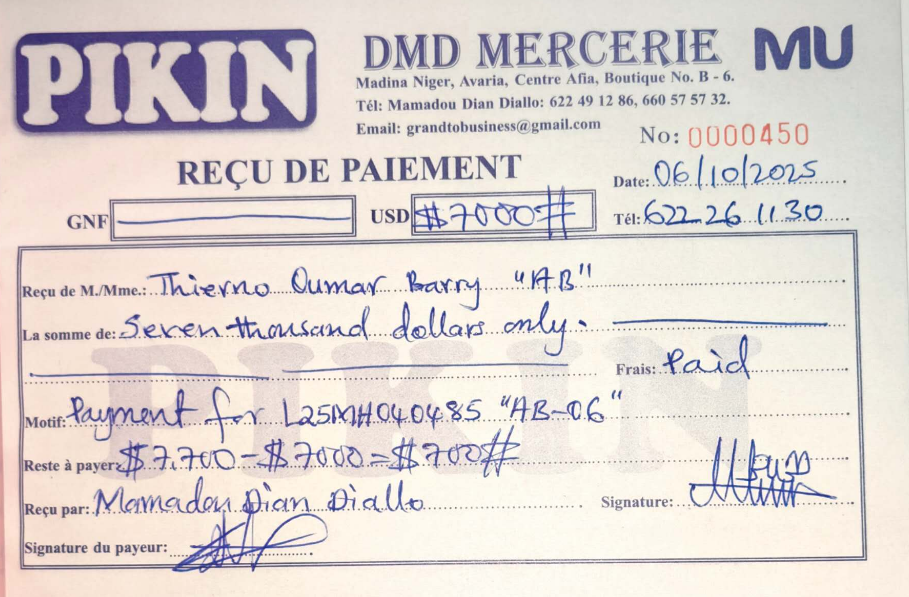 PIKIN
DMD MERCERIE
MU
Madina Niger, Avaria, Centre Afia, Boutique No. B - 6.
Tél: Mamadou Dian Diallo: 622 49 12 86, 660 57 57 32.
Email: grandtobusiness@gmail.com
No: 0000450
REÇU DE PAIEMENT
Date: 06/10/2025
GNF
USD $7000#
Tél: 622 26 11 30
Reçu de M./Mme.: Thierno Oumar Barry "AB"
La somme de: Seven thousand dollars only.
Frais: Paid
PIKIN
Motif: Payment for L25MH040485 "AB-06"
Reste à payer: $7.700 - $7000 = $700#
Reçu par: Mamadou Dian Diallo
Signature:
Signature du payeur: